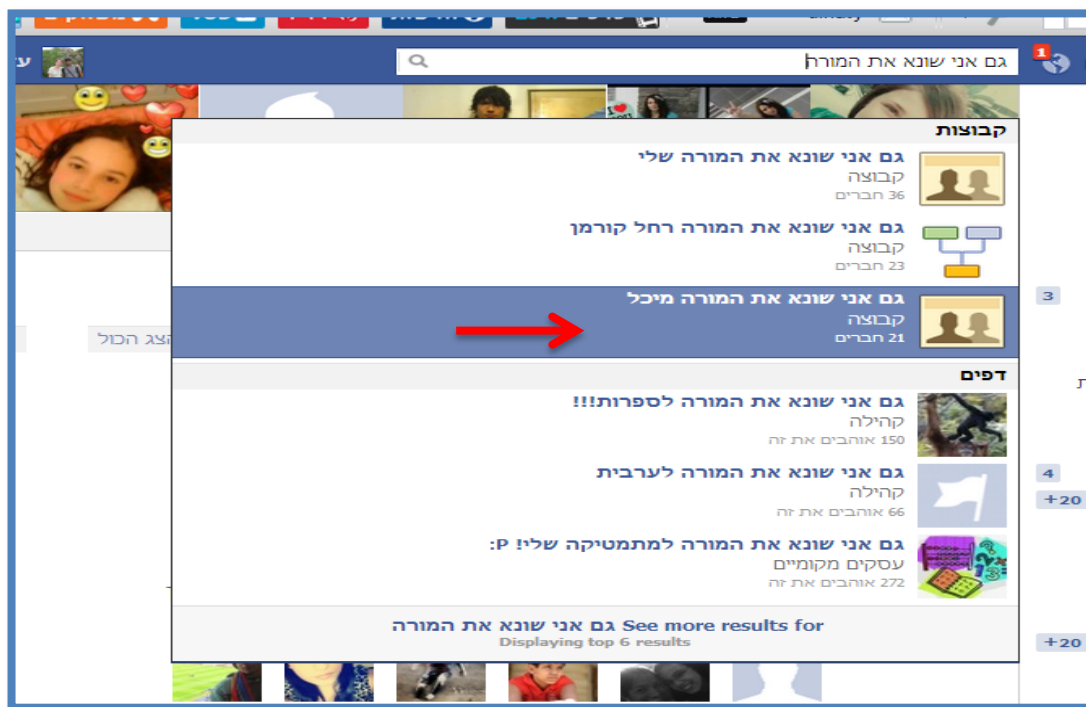 גם אני שונא את המורה
1
קבוצות
גם אני שונא את המורה שלי
קבוצה
36 חברים
גם אני שונא את המורה רחל קורמן
קבוצה
23 חברים
גם אני שונא את המורה מיכל
קבוצה
21 חברים
3
הצג הכול
דפים
גם אני שונא את המורה לספרות!!!
קהילה
150 אוהבים את זה
גם אני שונא את המורה לערבית
קהילה
66 אוהבים את זה
4
+20
גם אני שונא את המורה למתמטיקה שלי! P:
עסקים מקומיים
272 אוהבים את זה
See more results for גם אני שונא את המורה
Displaying top 6 results
+20